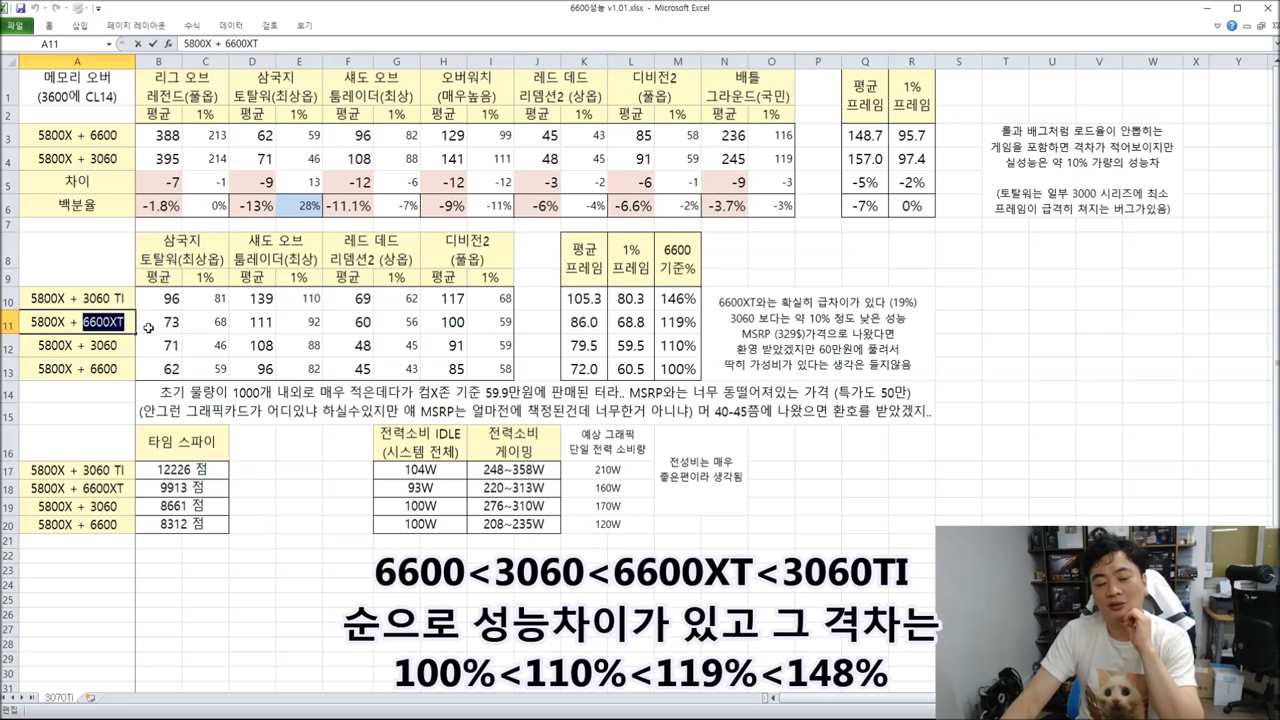 6600성능 v1.01.xlsx - Microsoft Excel
파일 홈 삽입 페이지 레이아웃 수식 데이터 검토 보기
A11 5800X + 6600XT
A B C D E F G H I J K L M N O P Q R S T U V W X Y
1 메모리 오버 리그 오브 삼국지 섀도 오브 오버워치 레드 데드 디비전2 배틀 평균 1%
(3600에 CL14) 레전드(풀옵) 토탈워(최상옵) 툼레이더(최상) (매우높음) 리뎀션2 (상옵) (풀옵) 그라운드(국민) 프레임 프레임
2 평균 1% 평균 1% 평균 1% 평균 1% 평균 1% 평균 1% 평균 1%
3 5800X + 6600 388 213 62 59 96 82 129 99 45 43 85 58 236 116 148.7 95.7
4 5800X + 3060 395 214 71 46 108 88 141 111 48 45 91 59 245 119 157.0 97.4
5 차이 -7 -1 -9 13 -12 -6 -12 -12 -3 -2 -6 -1 -9 -3 -5% -2%
6 백분율 -1.8% 0% -13% 28% -11.1% -7% -9% -11% -6% -4% -6.6% -2% -3.7% -3% -7% 0%
롤과 배그처럼 로드율이 안뽑히는
게임을 포함하면 격차가 적어보이지만
실성능은 약 10% 가량의 성능차
(토탈워는 일부 3000 시리즈에 최소
프레임이 급격히 쳐지는 버그가있음)
7
8 삼국지 섀도 오브 레드 데드 디비전2 평균 1% 6600
토탈워(최상옵) 툼레이더(최상) 리뎀션2 (상옵) (풀옵) 프레임 프레임 기준%
9 평균 1% 평균 1% 평균 1% 평균 1%
10 5800X + 3060 TI 96 81 139 110 69 62 117 68 105.3 80.3 146%
11 5800X + 6600XT 73 68 111 92 60 56 100 59 86.0 68.8 119%
12 5800X + 3060 71 46 108 88 48 45 91 59 79.5 59.5 110%
13 5800X + 6600 62 59 96 82 45 43 85 58 72.0 60.5 100%
6600XT와는 확실히 급차이가 있다 (19%)
3060 보다는 약 10% 정도 낮은 성능
MSRP (329$)가격으로 나왔다면
환영 받았겠지만 60만원에 풀려서
딱히 가성비가 있다는 생각은 들지않음
14 초기 물량이 1000개 내외로 매우 적은데다가 컴X존 기준 59.9만원에 판매된 터라.. MSRP와는 너무 동떨어져있는 가격 (특가도 50만)
15 (안그런 그래픽카드가 어디있냐 하실수있지만 얘 MSRP는 얼마전에 책정된건데 너무한거 아니냐) 머 40-45쯤에 나왔으면 환호를 받았겠지..
16 타임 스파이 전력소비 IDLE 전력소비 예상 그래픽
(시스템 전체) 게이밍 단일 전력 소비량
17 5800X + 3060 TI 12226 점 104W 248~358W 210W
18 5800X + 6600XT 9913 점 93W 220~313W 160W
19 5800X + 3060 8661 점 100W 276~310W 170W
20 5800X + 6600 8312 점 100W 208~235W 120W
전성비는 매우
좋은편이라 생각됨
21
22
23
24
25
26
27
28
29
30
31
6600<3060<6600XT<3060TI
순으로 성능차이가 있고 그 격차는
100%<110%<119%<148%
3070Ti
편집